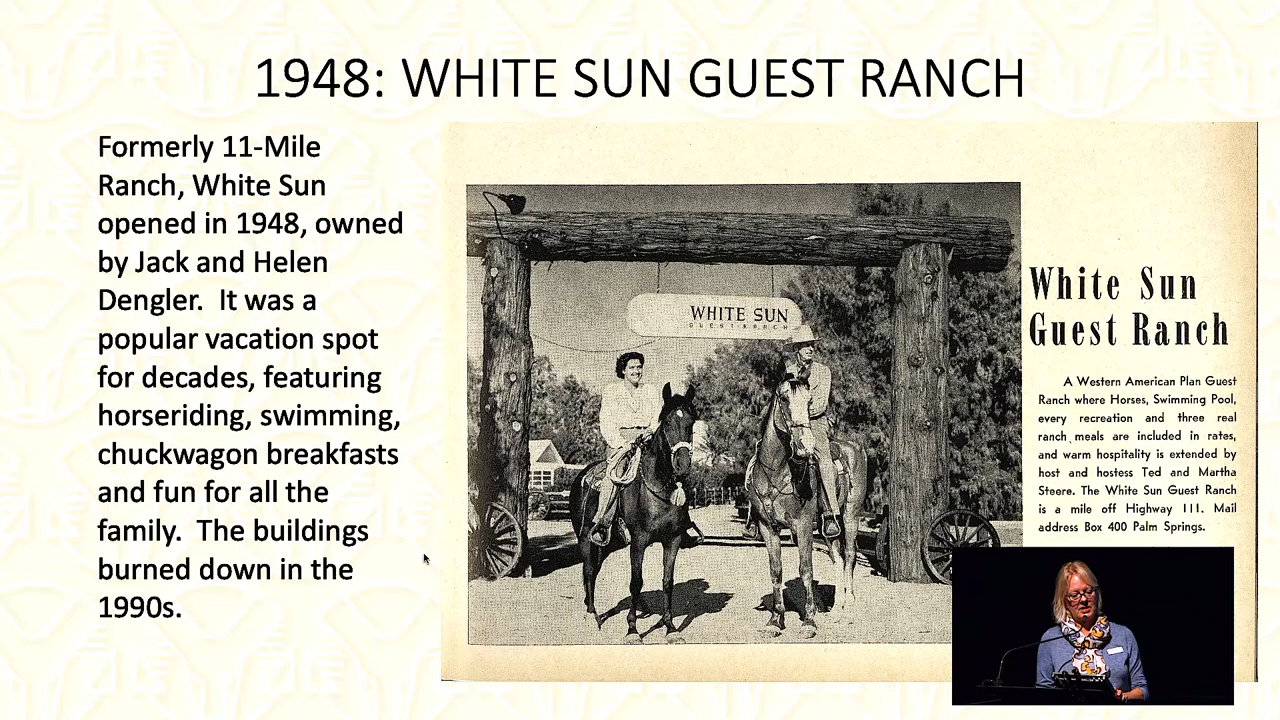 1948: WHITE SUN GUEST RANCH
Formerly 11-Mile
Ranch, White Sun
opened in 1948, owned
by Jack and Helen
Dengler.  It was a
popular vacation spot
for decades, featuring
horseriding, swimming,
chuckwagon breakfasts
and fun for all the
family.  The buildings
burned down in the
1990s.
WHITE SUN
GUEST RANCH
White Sun
Guest Ranch
A Western American Plan Guest
Ranch where Horses, Swimming Pool,
every recreation and three real
ranch meals are included in rates,
and warm hospitality is extended by
host and hostess Ted and Martha
Steere. The White Sun Guest Ranch
is a mile off Highway 111. Mail
address Box 400 Palm Springs.